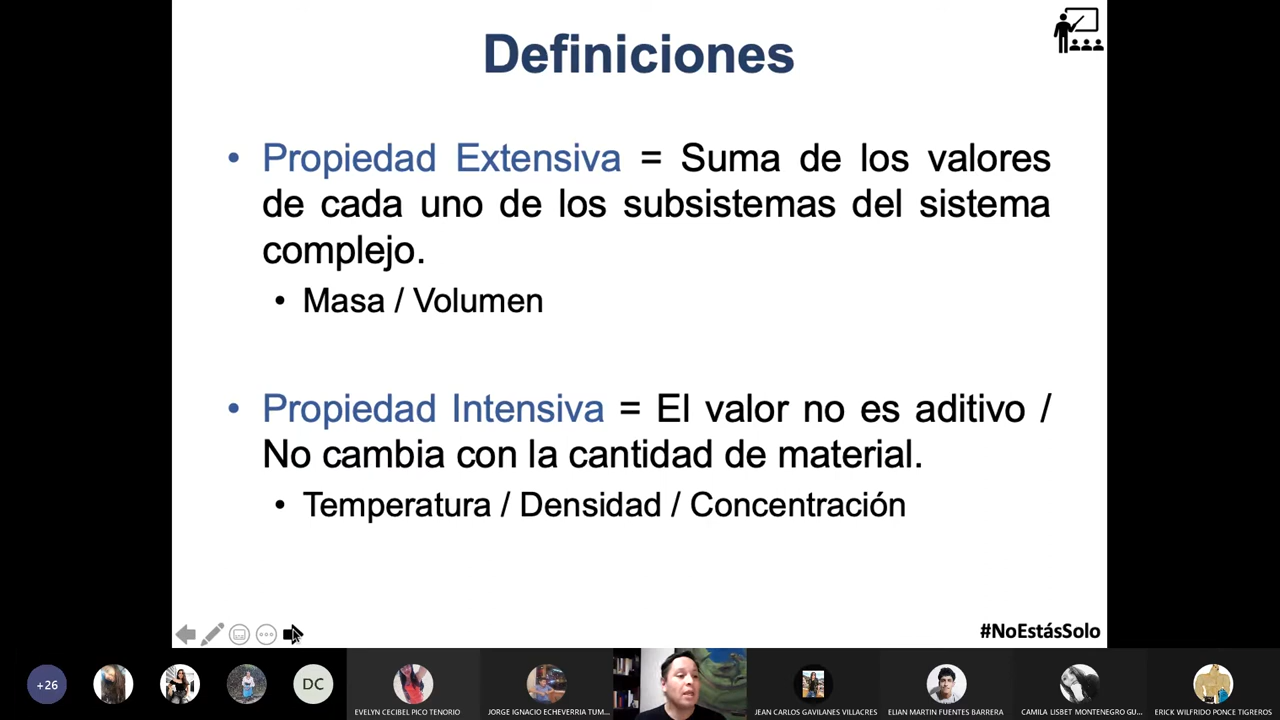 Definiciones
• Propiedad Extensiva = Suma de los valores
de cada uno de los subsistemas del sistema
complejo.
• Masa / Volumen
• Propiedad Intensiva = El valor no es aditivo /
No cambia con la cantidad de material.
• Temperatura / Densidad / Concentración
#NoEstásSolo
+26
DC
EVELYN CECIBEL PICO TENORIO
JORGE IGNACIO ECHEVERRIA TUM...
JEAN CARLOS GAVILANES VILLACRES
ELIAN MARTIN FUENTES BARRERA
CAMILA LISBET MONTENEGRO GU...
ERICK WILFRIDO PONCE TIGREROS